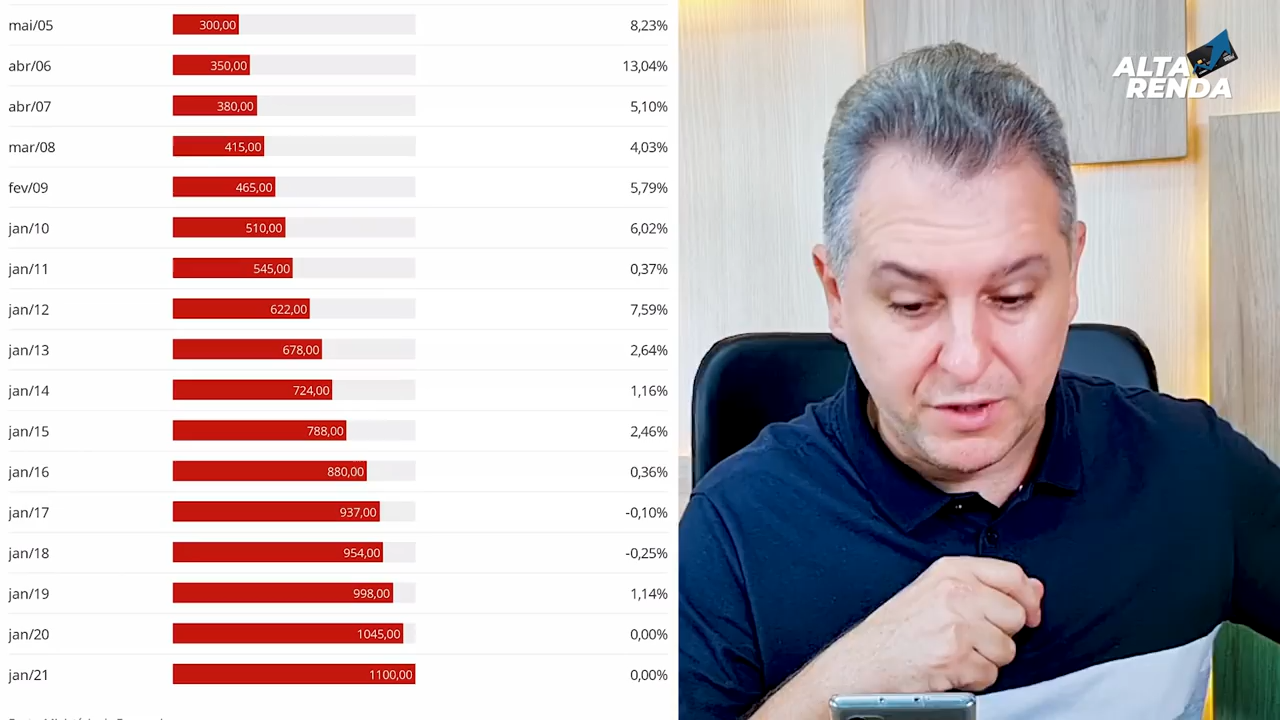 mai/05 300,00 8,23%
abr/06 350,00 13,04%
abr/07 380,00 5,10%
mar/08 415,00 4,03%
fev/09 465,00 5,79%
jan/10 510,00 6,02%
jan/11 545,00 0,37%
jan/12 622,00 7,59%
jan/13 678,00 2,64%
jan/14 724,00 1,16%
jan/15 788,00 2,46%
jan/16 880,00 0,36%
jan/17 937,00 -0,10%
jan/18 954,00 -0,25%
jan/19 998,00 1,14%
jan/20 1045,00 0,00%
jan/21 1100,00 0,00%
ALTA
RENDA